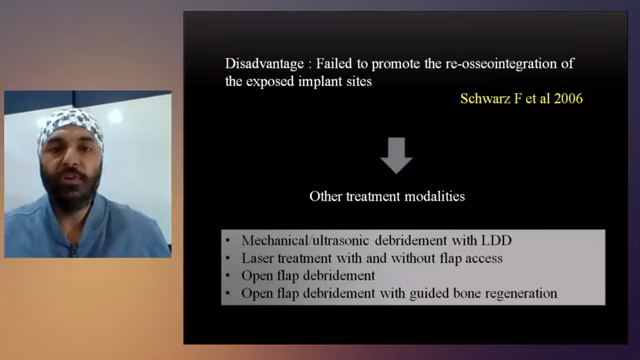 Disadvantage : Failed to promote the re-osseointegration of
the exposed implant sites
Schwarz F et al 2006
Other treatment modalities
• Mechanical/ultrasonic debridement with LDD
• Laser treatment with and without flap access
• Open flap debridement
• Open flap debridement with guided bone regeneration